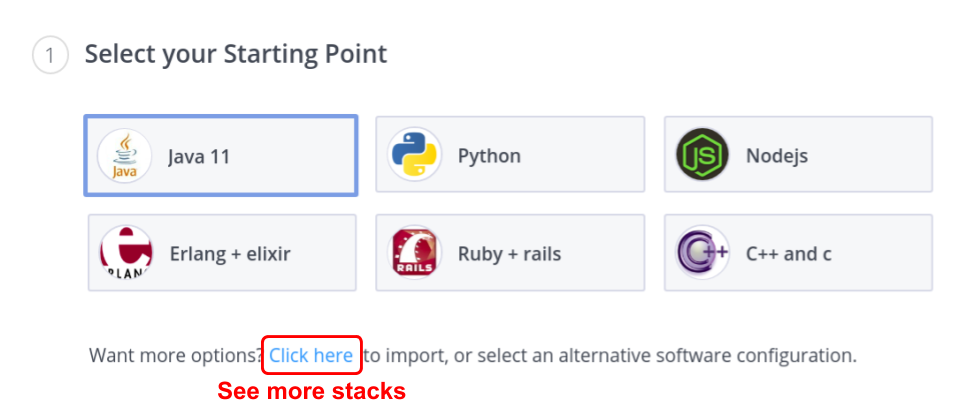 1 Select your Starting Point
Java Java 11
Python
JS Nodejs
ERLANG Erlang + elixir
RAILS Ruby + rails
C++ C++ and c
Want more options? Click here to import, or select an alternative software configuration.
See more stacks